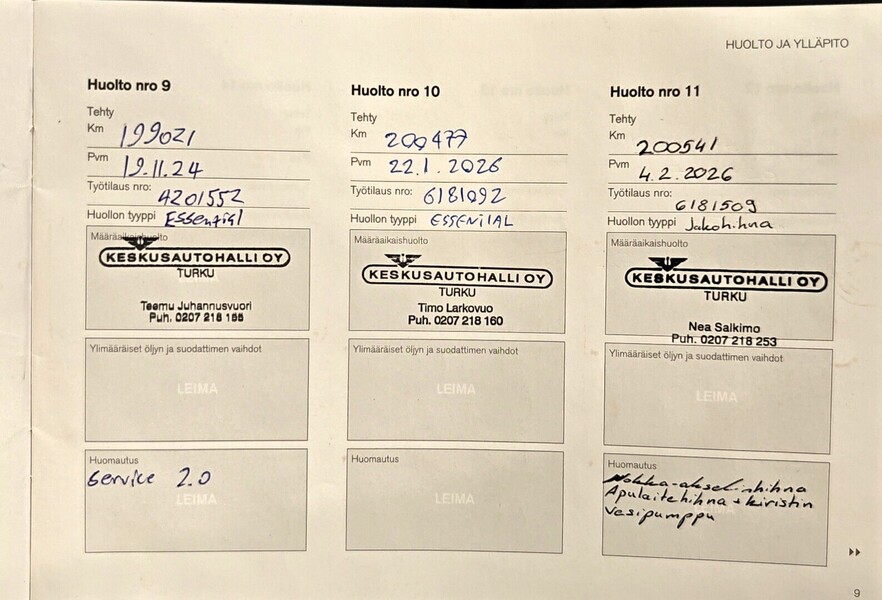 HUOLTO JA YLLÄPITO
Huolto nro 9
Tehty
Km 199021
Pvm 19.11.24
Työtilaus nro: 4201552
Huollon tyyppi Essential
Määräaikaishuolto
KESKUSAUTOHALLI OY
TURKU
Teemu Juhannusvuori
Puh. 0207 218
Ylimääräiset öljyn ja suodattimen vaihdot
LEIMA
Huomautus
Service 2.0
LEIMA
Huolto nro 10
Tehty
Km 200477
Pvm 22.1.2026
Työtilaus nro: 6181092
Huollon tyyppi ESSENTIAL
Määräaikaishuolto
KESKUSAUTOHALLI OY
TURKU
Timo Larkovuo
Puh. 0207 218 160
Ylimääräiset öljyn ja suodattimen vaihdot
LEIMA
Huomautus
LEIMA
Huolto nro 11
Tehty
Km 200541
Pvm 4.2.2026
Työtilaus nro: 6181509
Huollon tyyppi Jakohihna
Määräaikaishuolto
KESKUSAUTOHALLI OY
TURKU
Nea Salkimo
Puh. 0207 218 253
Ylimääräiset öljyn ja suodattimen vaihdot
LEIMA
Huomautus
Nokka-akselinhihna
Apulaitehihna + kiristin
Vesipumppu
LEIMA
9